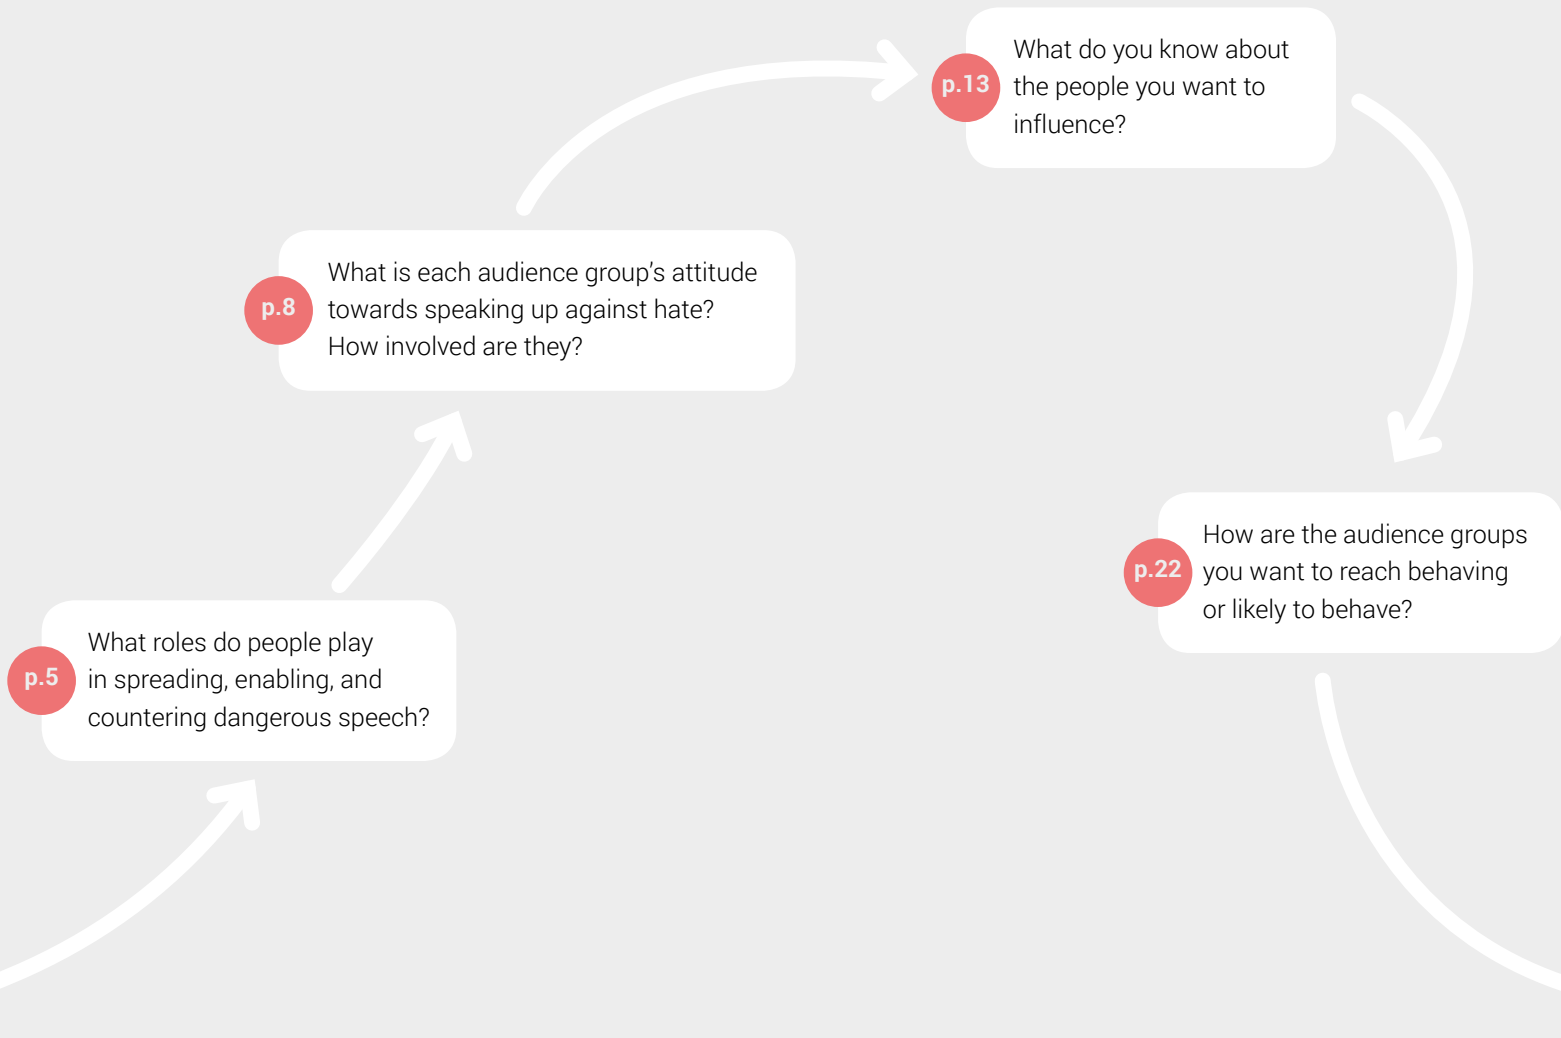 p.13
What do you know about
the people you want to
influence?
p.8
What is each audience group's attitude
towards speaking up against hate?
How involved are they?
p.22
How are the audience groups
you want to reach behaving
or likely to behave?
p.5
What roles do people play
in spreading, enabling, and
countering dangerous speech?